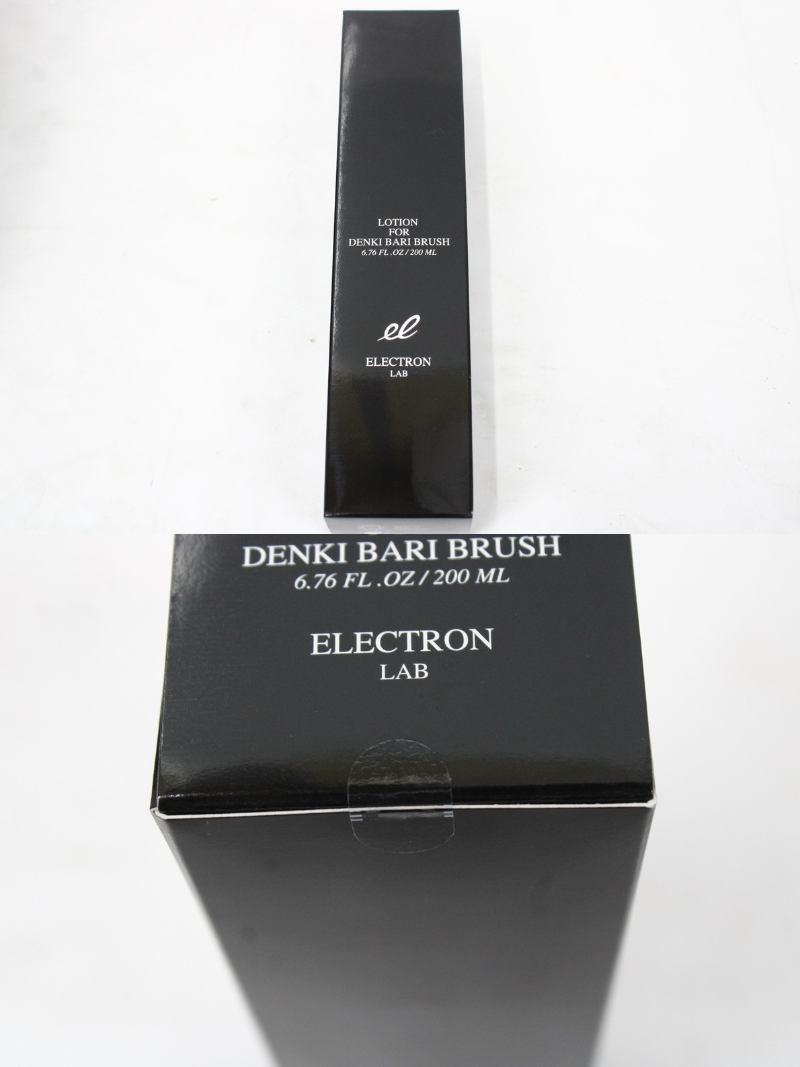 LOTION
FOR
DENKI BARI BRUSH
6.76 FL .OZ / 200 ML
el
ELECTRON
LAB
DENKI BARI BRUSH
6.76 FL .OZ / 200 ML
ELECTRON
LAB